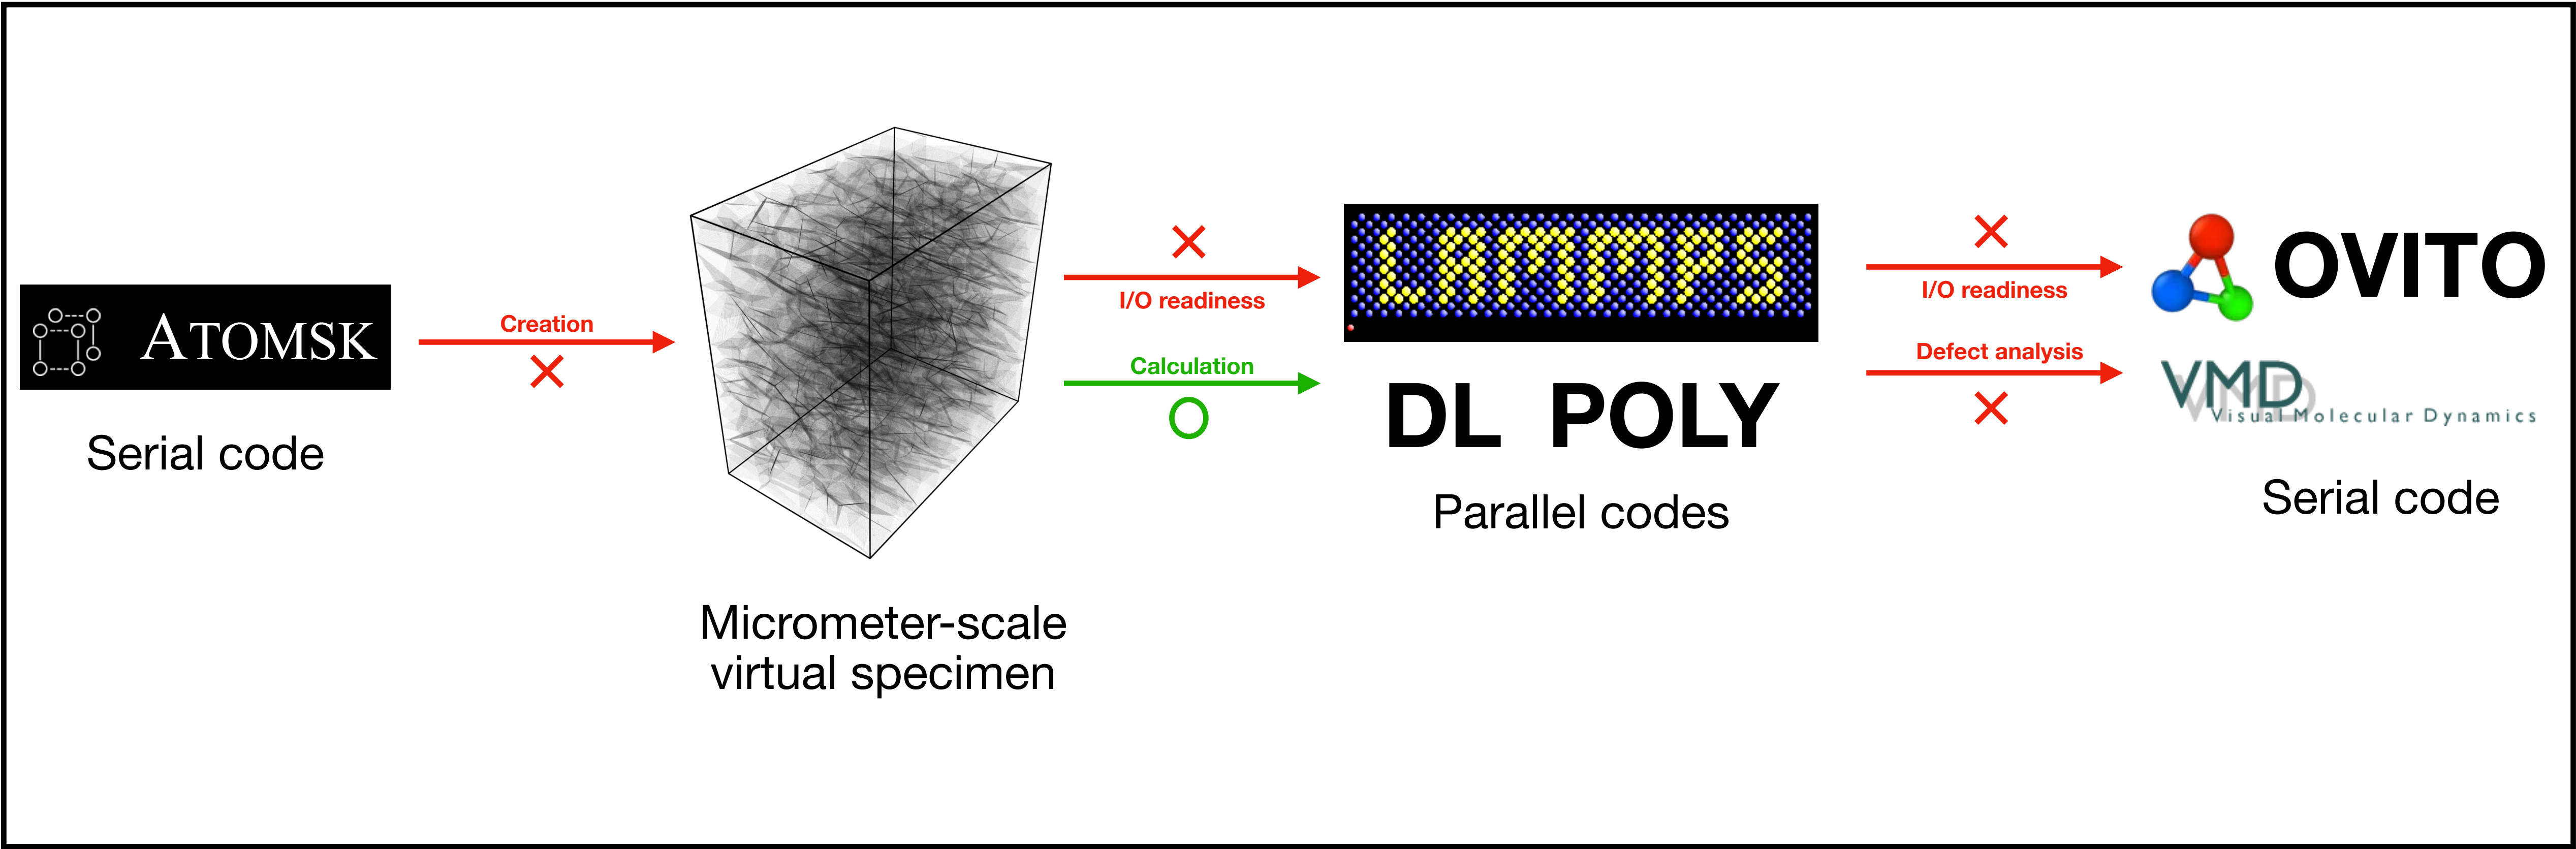 ATOMSK
Serial code
Creation
Micrometer-scale
virtual specimen
I/O readiness
Calculation
LAMMPS
DL POLY
Parallel codes
I/O readiness
Defect analysis
OVITO
VMD
Visual Molecular Dynamics
Serial code